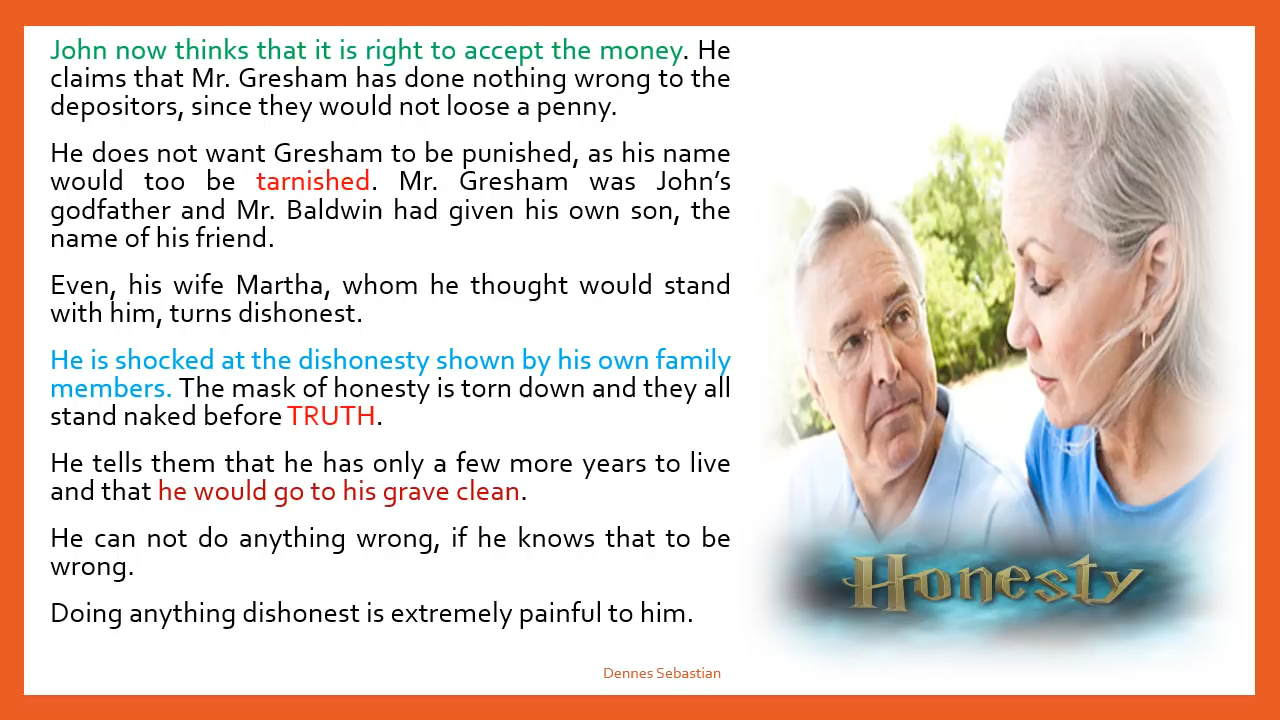 John now thinks that it is right to accept the money. He
claims that Mr. Gresham has done nothing wrong to the
depositors, since they would not loose a penny.
He does not want Gresham to be punished, as his name
would too be tarnished. Mr. Gresham was John's
godfather and Mr. Baldwin had given his own son, the
name of his friend.
Even, his wife Martha, whom he thought would stand
with him, turns dishonest.
He is shocked at the dishonesty shown by his own family
members. The mask of honesty is torn down and they all
stand naked before TRUTH.
He tells them that he has only a few more years to live
and that he would go to his grave clean.
He can not do anything wrong, if he knows that to be
wrong.
Doing anything dishonest is extremely painful to him.
Honesty
Dennes Sebastian